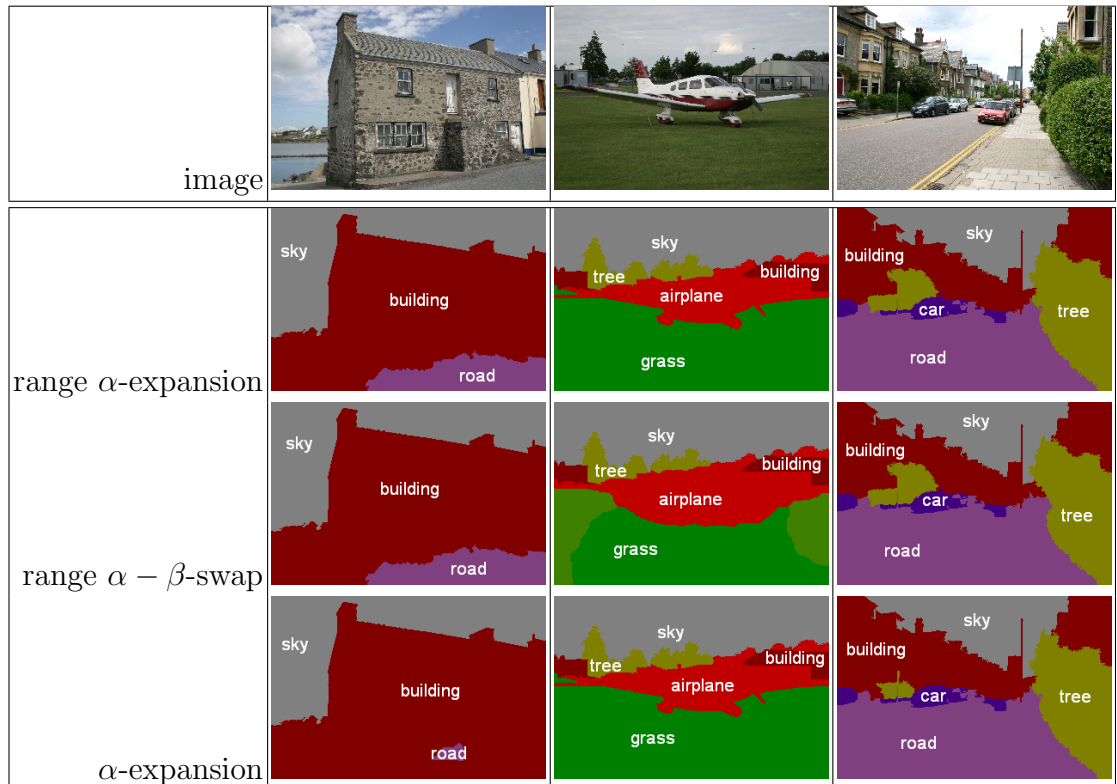 image
sky
building
road
sky
tree
building
airplane
grass
building
sky
car
tree
road
range α-expansion
sky
building
road
sky
tree
building
airplane
grass
building
sky
car
tree
road
range α − β-swap
sky
building
road
sky
tree
building
airplane
grass
building
sky
car
tree
road
α-expansion